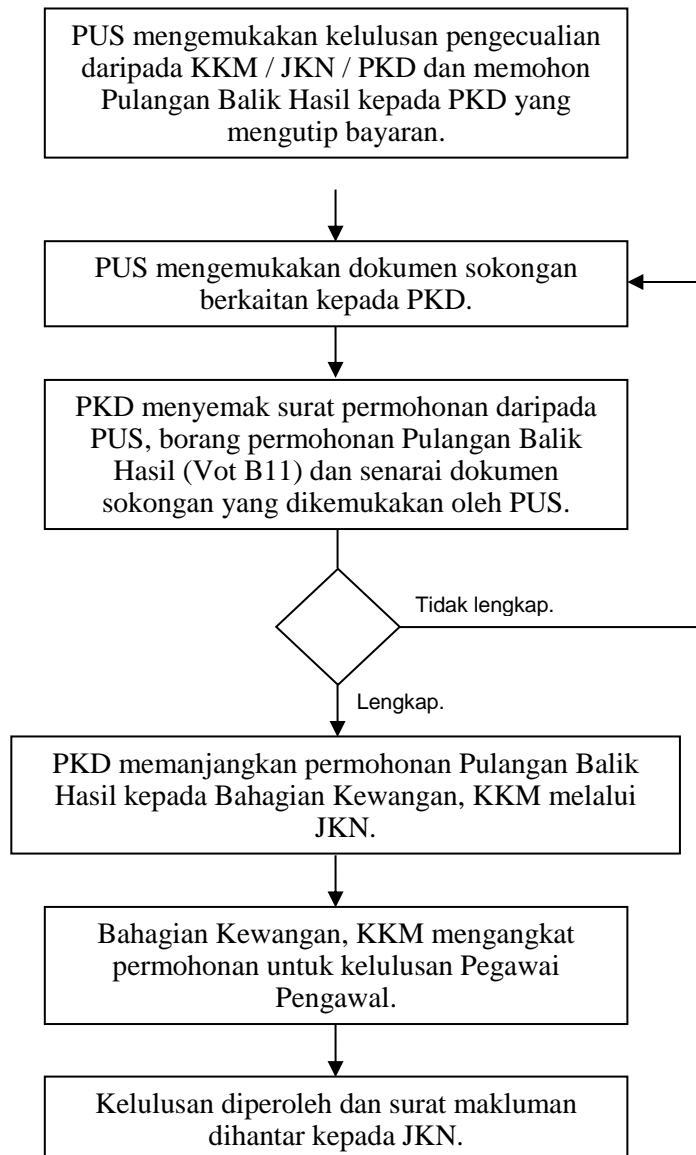 PUS mengemukakan kelulusan pengecualian
daripada KKM / JKN / PKD dan memohon
Pulangan Balik Hasil kepada PKD yang
mengutip bayaran.
PUS mengemukakan dokumen sokongan
berkaitan kepada PKD.
PKD menyemak surat permohonan daripada
PUS, borang permohonan Pulangan Balik
Hasil (Vot B11) dan senarai dokumen
sokongan yang dikemukakan oleh PUS.
Tidak lengkap.
Lengkap.
PKD memanjangkan permohonan Pulangan Balik
Hasil kepada Bahagian Kewangan, KKM melalui
JKN.
Bahagian Kewangan, KKM mengangkat
permohonan untuk kelulusan Pegawai
Pengawal.
Kelulusan diperoleh dan surat makluman
dihantar kepada JKN.